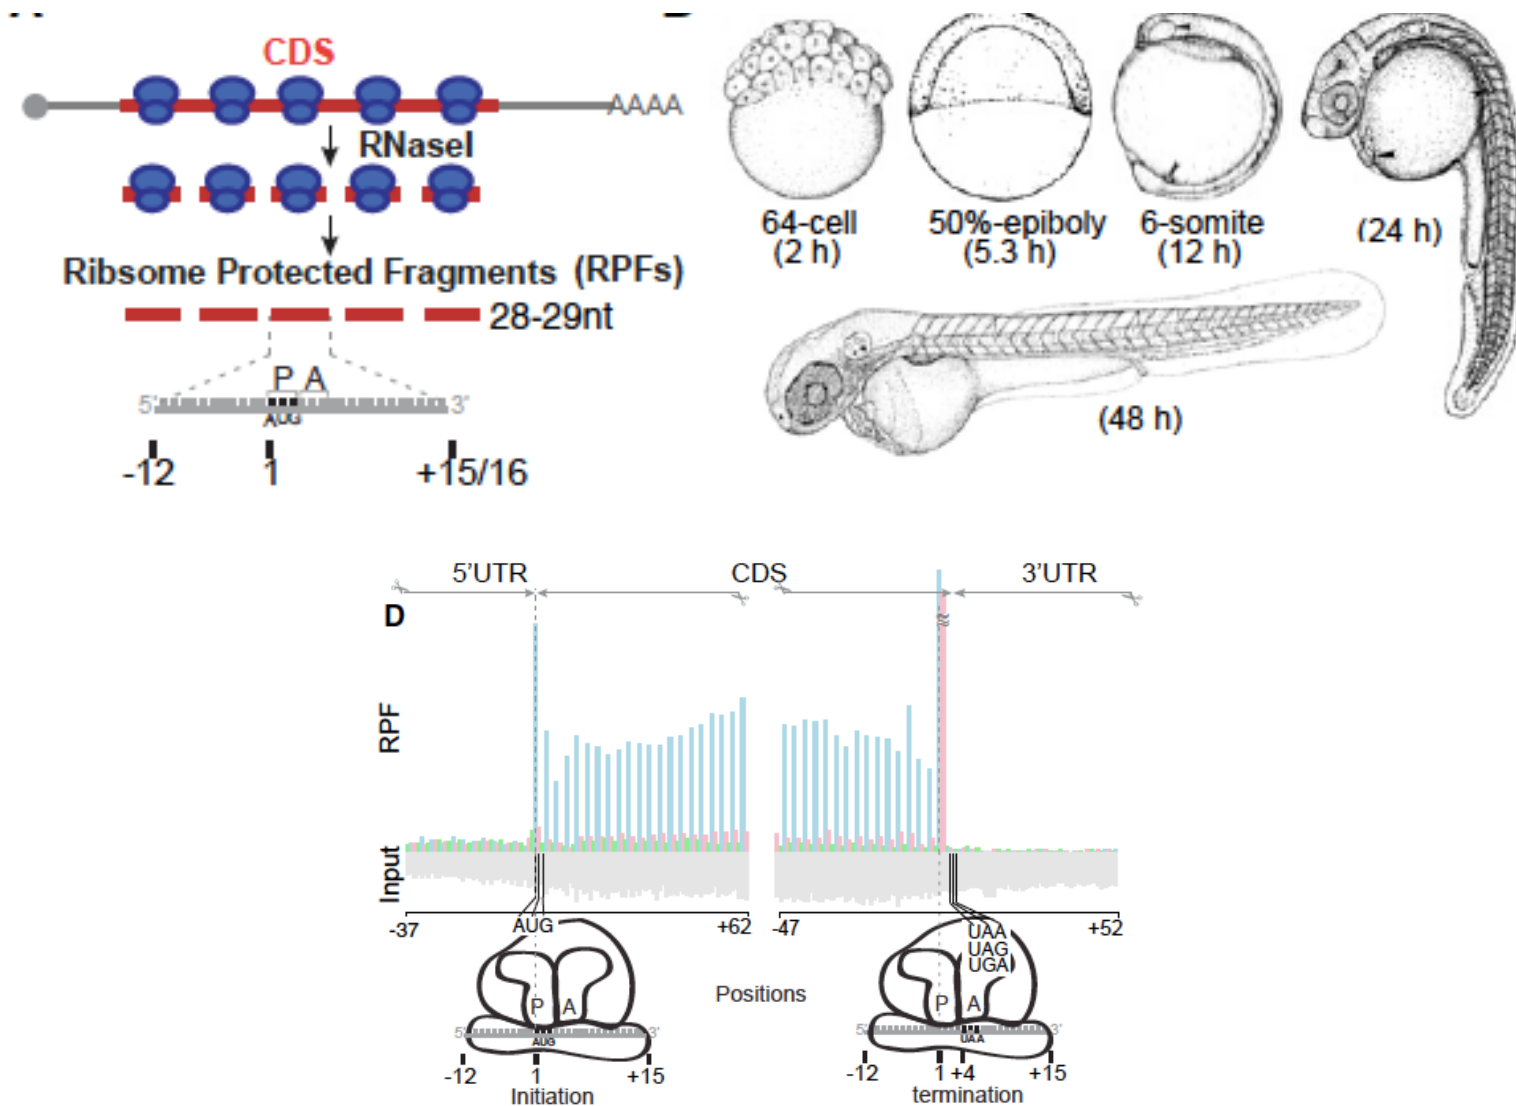 CDS
AAAA
RNaseI
Ribsome Protected Fragments (RPFs)
28-29nt
P A
5' 3'
AUG
-12 1 +15/16
64-cell
(2 h)
50%-epiboly
(5.3 h)
6-somite
(12 h)
(24 h)
(48 h)
5'UTR CDS 3'UTR
D
RPF
Input
-37 AUG +62
-47 +52
UAA
UAG
UGA
Positions
P A
5' 3'
AUG
-12 1 +15
Initiation
P A
5' 3'
UAA
-12 1 +4 +15
termination